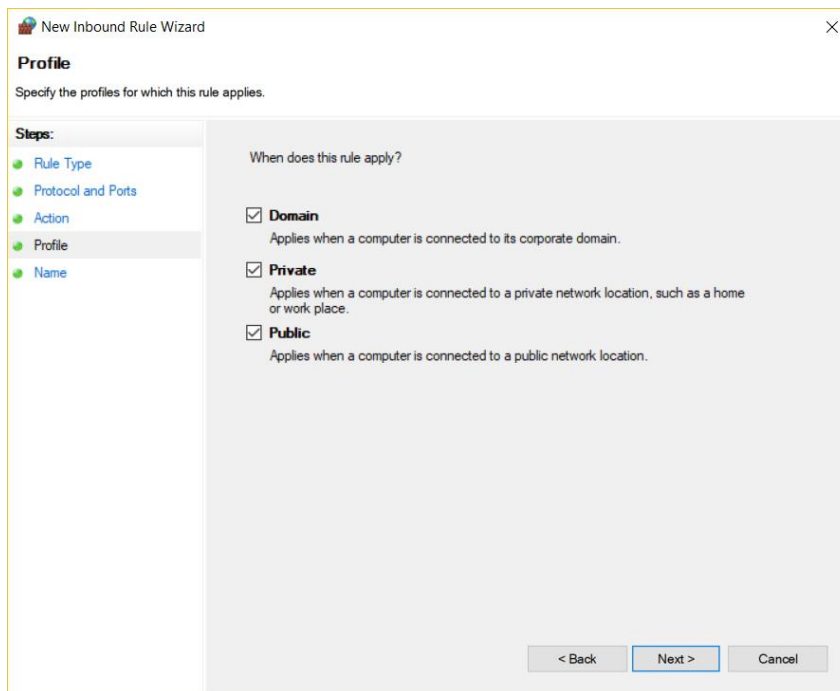 New Inbound Rule Wizard
Profile
Specify the profiles for which this rule applies.
Steps:
Rule Type
Protocol and Ports
Action
Profile
Name
When does this rule apply?
Domain
Applies when a computer is connected to its corporate domain.
Private
Applies when a computer is connected to a private network location, such as a home
or work place.
Public
Applies when a computer is connected to a public network location.
< Back
Next >
Cancel